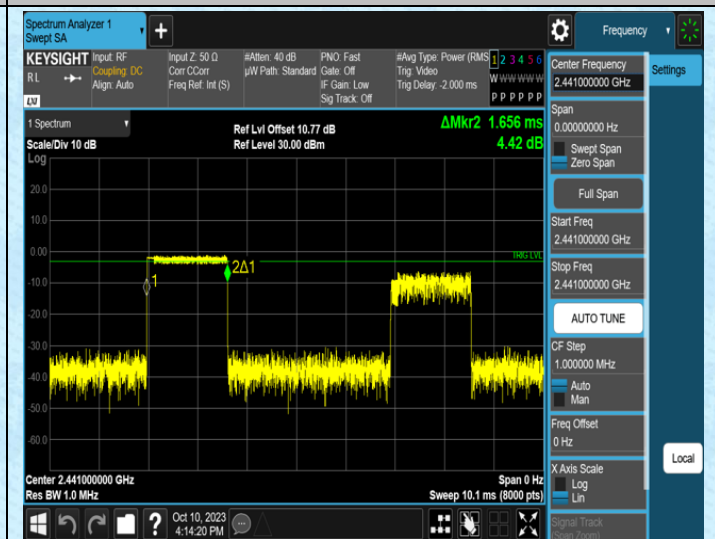 Spectrum Analyzer 1
Swept SA
Frequency
KEYSIGHT
RL
LXI
Input: RF
Coupling: DC
Align: Auto
Input Z: 50 Ω
Corr CCorr
Freq Ref: Int (S)
#Atten: 40 dB
µW Path: Standard
PNO: Fast
Gate: Off
IF Gain: Low
Sig Track: Off
#Avg Type: Power (RMS
Trig: Video
Trig Delay: -2.000 ms
1 2 3 4 5 6
W W W W W W
P P P P P P
1 Spectrum
Scale/Div 10 dB
Log
Ref Lvl Offset 10.77 dB
Ref Level 30.00 dBm
ΔMkr2 1.656 ms
4.42 dB
20.0
10.0
0.00
-10.0
-20.0
-30.0
-40.0
-50.0
-60.0
TRIG LVL
1
2Δ1
Center 2.441000000 GHz
Res BW 1.0 MHz
Span 0 Hz
Sweep 10.1 ms (8000 pts)
Oct 10, 2023
4:14:20 PM
Center Frequency
2.441000000 GHz
Span
0.00000000 Hz
Swept Span
Zero Span
Full Span
Start Freq
2.441000000 GHz
Stop Freq
2.441000000 GHz
AUTO TUNE
CF Step
1.000000 MHz
Auto
Man
Freq Offset
0 Hz
X Axis Scale
Log
Lin
Signal Track
(Span Zoom)
Settings
Local